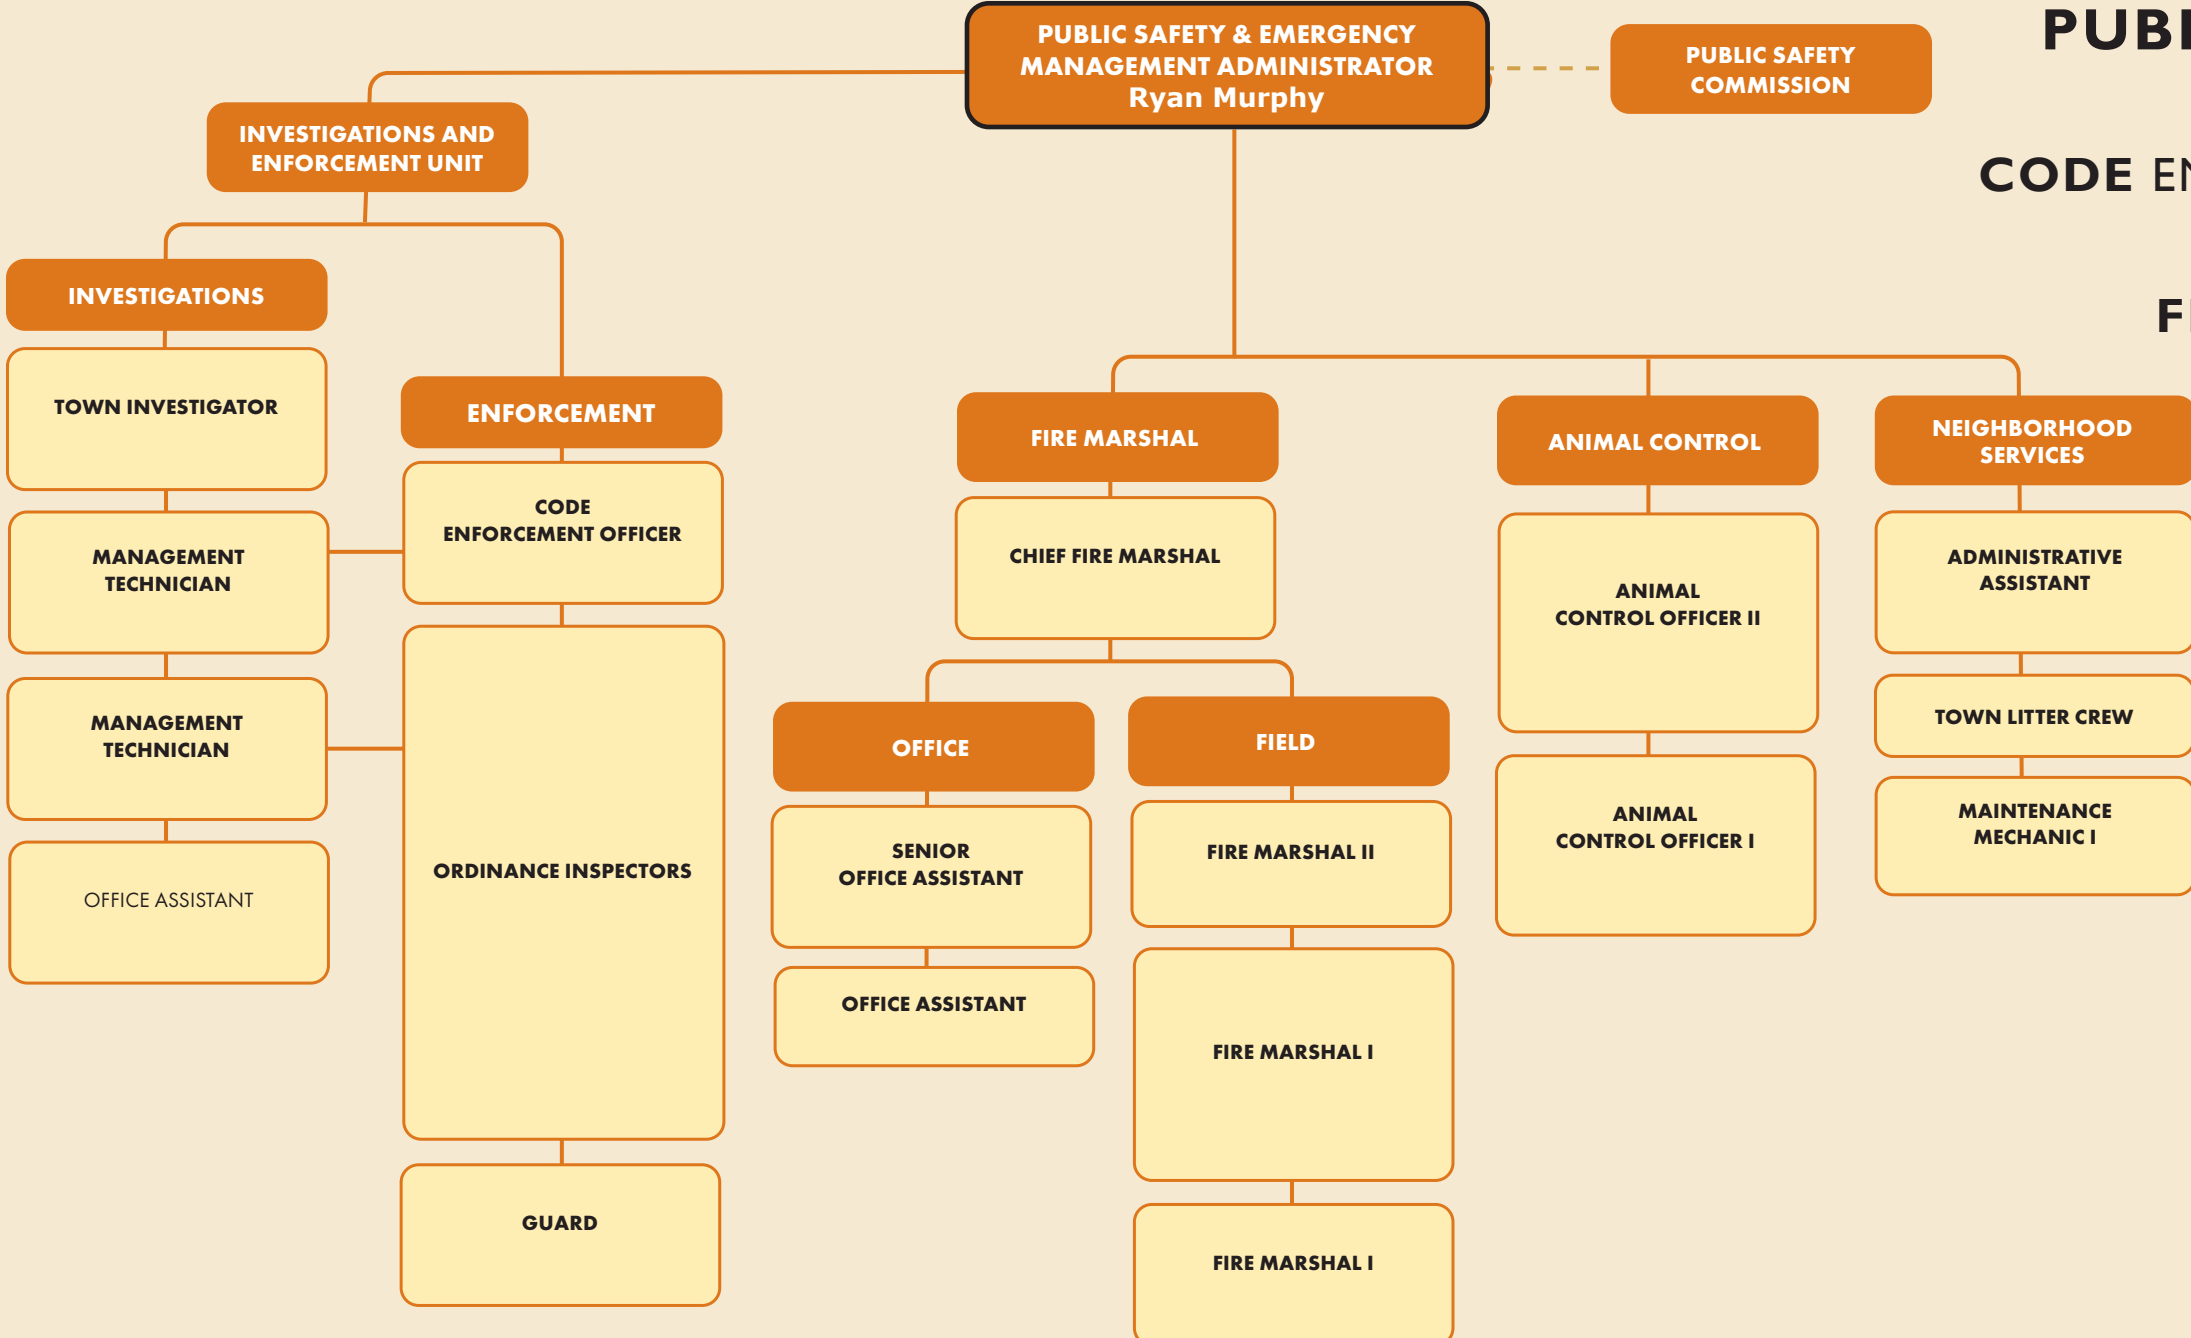 PUBLIC SAFETY & EMERGENCY
MANAGEMENT ADMINISTRATOR
Ryan Murphy
PUBLIC SAFETY
COMMISSION
INVESTIGATIONS AND
ENFORCEMENT UNIT
CODE
INVESTIGATIONS
TOWN INVESTIGATOR
MANAGEMENT
TECHNICIAN
MANAGEMENT
TECHNICIAN
OFFICE ASSISTANT
ENFORCEMENT
CODE
ENFORCEMENT OFFICER
ORDINANCE INSPECTORS
GUARD
FIRE MARSHAL
CHIEF FIRE MARSHAL
OFFICE
SENIOR
OFFICE ASSISTANT
OFFICE ASSISTANT
FIELD
FIRE MARSHAL II
FIRE MARSHAL I
FIRE MARSHAL I
ANIMAL CONTROL
ANIMAL
CONTROL OFFICER II
ANIMAL
CONTROL OFFICER I
NEIGHBORHOOD
SERVICES
ADMINISTRATIVE
ASSISTANT
TOWN LITTER CREW
MAINTENANCE
MECHANIC I